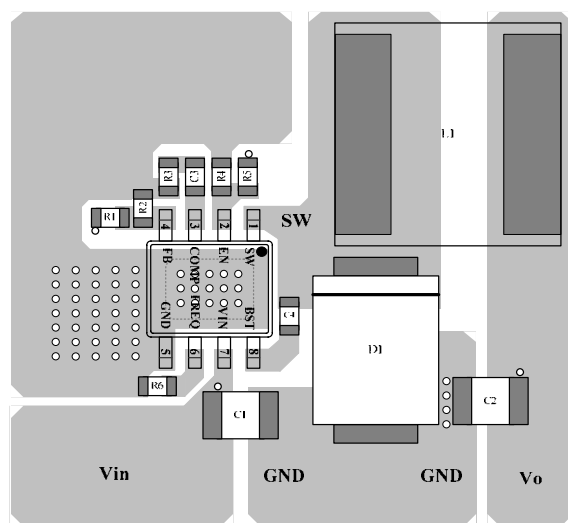 L1
R3
C3
R4
R5
R2
R1
SW
4
3
2
1
FB
COMP
EN
SW
GND
FREQ
VIN
BST
C4
5
6
7
8
D1
R6
C1
C2
Vin
GND
GND
Vo